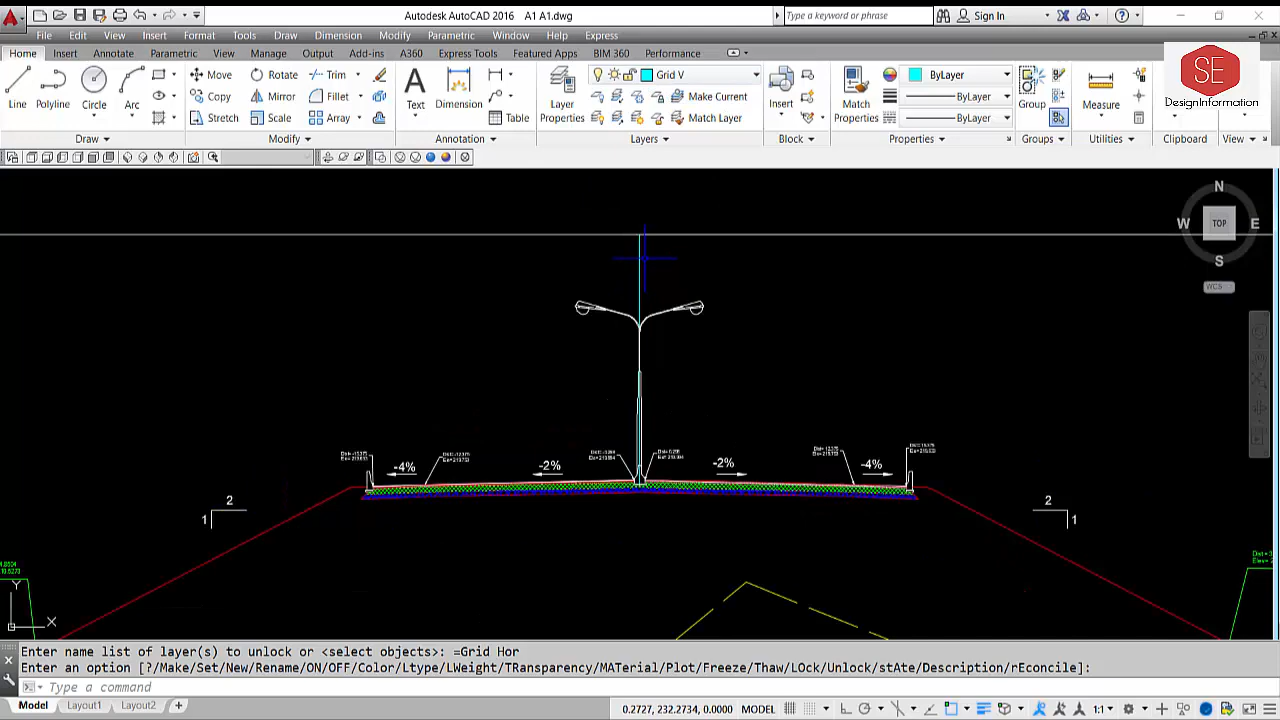 Autodesk AutoCAD 2016 A1 A1.dwg
Type a keyword or phrase
Sign In
File Edit View Insert Format Tools Draw Dimension Modify Parametric Window Help Express
Home Insert Annotate Parametric View Manage Output Add-ins A360 Express Tools Featured Apps BIM 360 Performance
SE
DesignInformation
Line Polyline Circle Arc
Move Rotate Trim
Copy Mirror Fillet
Stretch Scale Array
Text Dimension Table
Layer Properties
Grid V
Make Current
Match Layer
Insert
Match Properties
ByLayer
ByLayer
ByLayer
Group
Measure
Draw Modify Annotation Layers Block Properties Groups Utilities Clipboard View
N
W TOP E
S
WCS
-4% -2% -2% -4%
2
1
2
1
Y
X
Enter name list of layer(s) to unlock or <select objects>: =Grid Hor
Enter an option [?/Make/Set/New/Rename/ON/OFF/Color/Ltype/LWeight/TRansparency/MATerial/Plot/Freeze/Thaw/LOck/Unlock/stAte/Description/rEconcile]:
Type a command
Model Layout1 Layout2 +
0.2727, 232.2734, 0.0000 MODEL
1:1